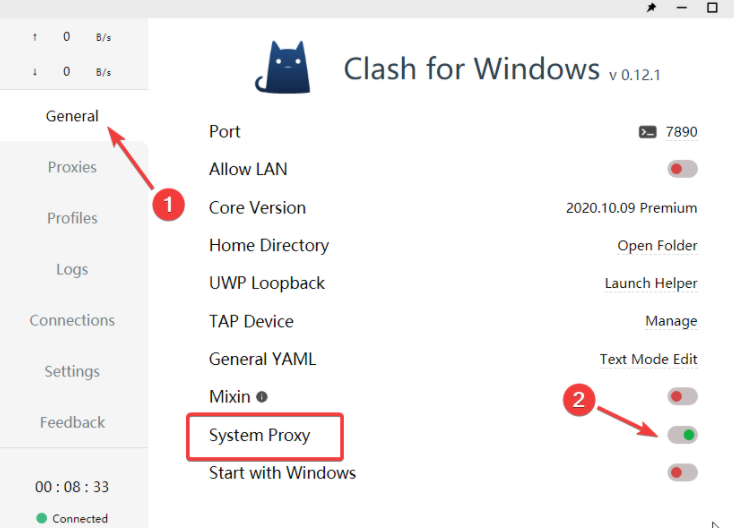 ↑ 0 B/s
↓ 0 B/s
General
Proxies
Profiles
Logs
Connections
Settings
Feedback
00 : 08 : 33
Connected
Clash for Windows v 0.12.1
Port 7890
Allow LAN
Core Version 2020.10.09 Premium
Home Directory Open Folder
UWP Loopback Launch Helper
TAP Device Manage
General YAML Text Mode Edit
Mixin
System Proxy
Start with Windows
1
2